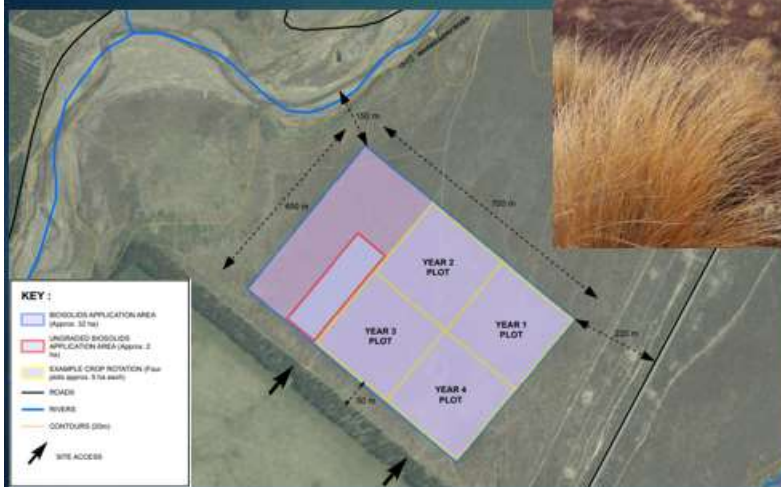 150 m
650 m
700 m
YEAR 2
PLOT
YEAR 1
PLOT
YEAR 3
PLOT
YEAR 4
PLOT
50 m
KEY :
BIOSOLIDS APPLICATION AREA
(Approx. 32 ha)
UNGRADED BIOSOLIDS
APPLICATION AREA (Approx. 2
ha)
EXAMPLE CROP ROTATION (Four
plots approx. 5 ha each)
ROADS
RIVERS
CONTOURS (20m)
SITE ACCESS